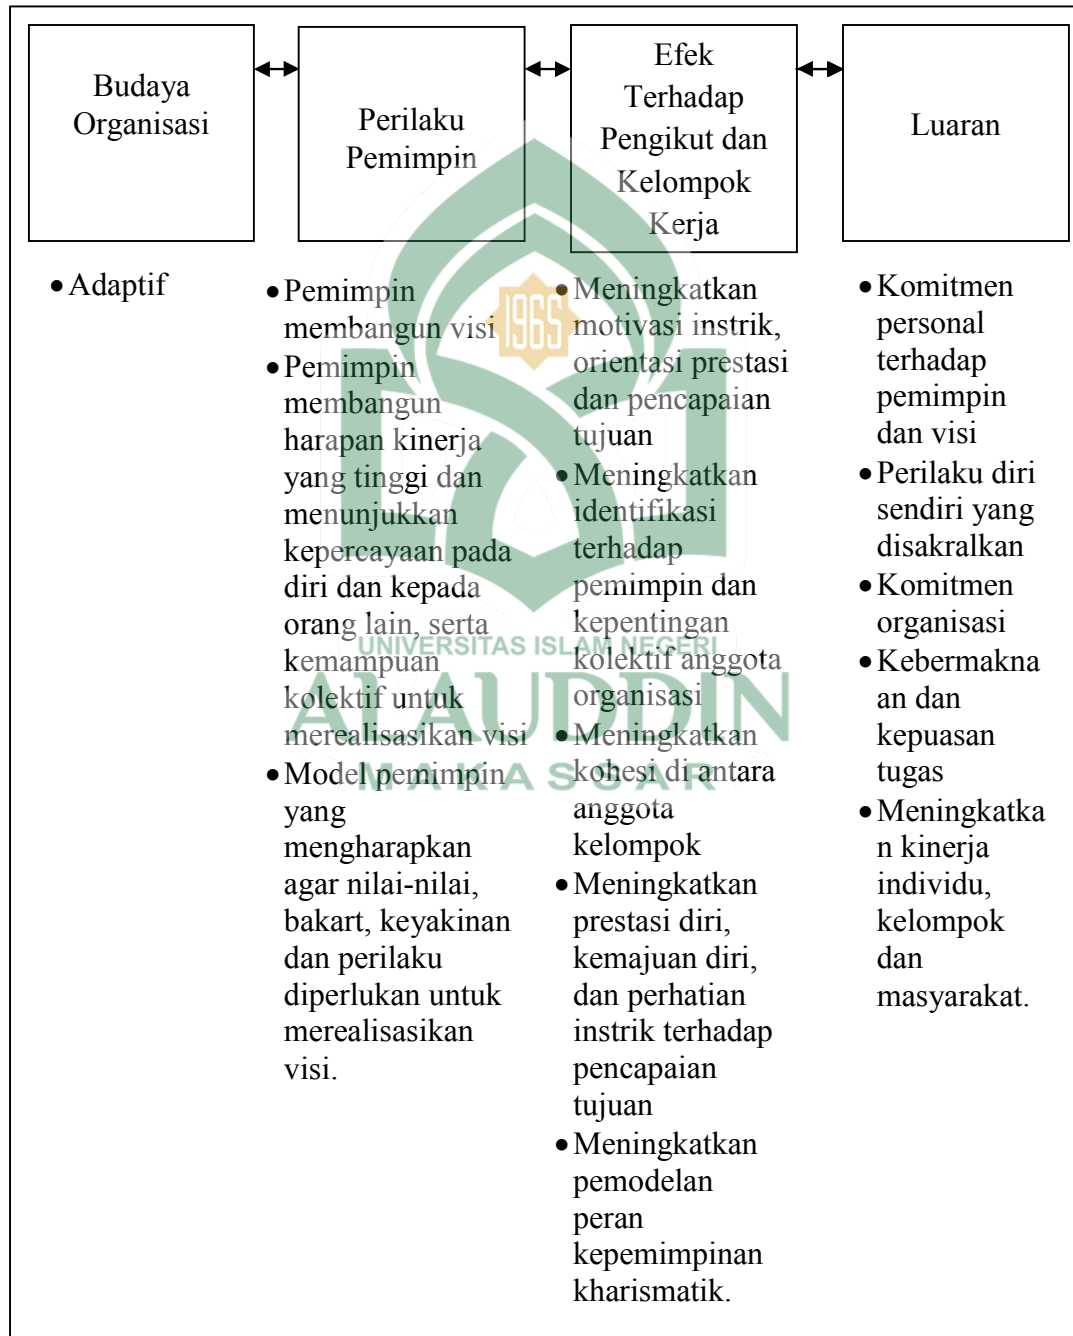 Budaya
Organisasi
Perilaku
Pemimpin
Efek
Terhadap
Pengikut dan
Kelompok
Kerja
Luaran
• Adaptif
• Pemimpin
membangun visi
• Pemimpin
membangun
harapan kinerja
yang tinggi dan
menunjukkan
kepercayaan pada
diri dan kepada
orang lain, serta
kemampuan
kolektif untuk
merealisasikan visi
• Model pemimpin
yang
mengharapkan
agar nilai-nilai,
bakart, keyakinan
dan perilaku
diperlukan untuk
merealisasikan
visi.
• Meningkatkan
motivasi instrik,
orientasi prestasi
dan pencapaian
tujuan
• Meningkatkan
identifikasi
terhadap
pemimpin dan
kepentingan
kolektif anggota
organisasi
• Meningkatkan
kohesi di antara
anggota
kelompok
• Meningkatkan
prestasi diri,
kemajuan diri,
dan perhatian
instrik terhadap
pencapaian
tujuan
• Meningkatkan
pemodelan
peran
kepemimpinan
kharismatik.
• Komitmen
personal
terhadap
pemimpin
dan visi
• Perilaku diri
sendiri yang
disakralkan
• Komitmen
organisasi
• Kebermakna
an dan
kepuasan
tugas
• Meningkatka
n kinerja
individu,
kelompok
dan
masyarakat.
1965
UNIVERSITAS ISLAM NEGERI
ALAUDDIN
MAKASSAR